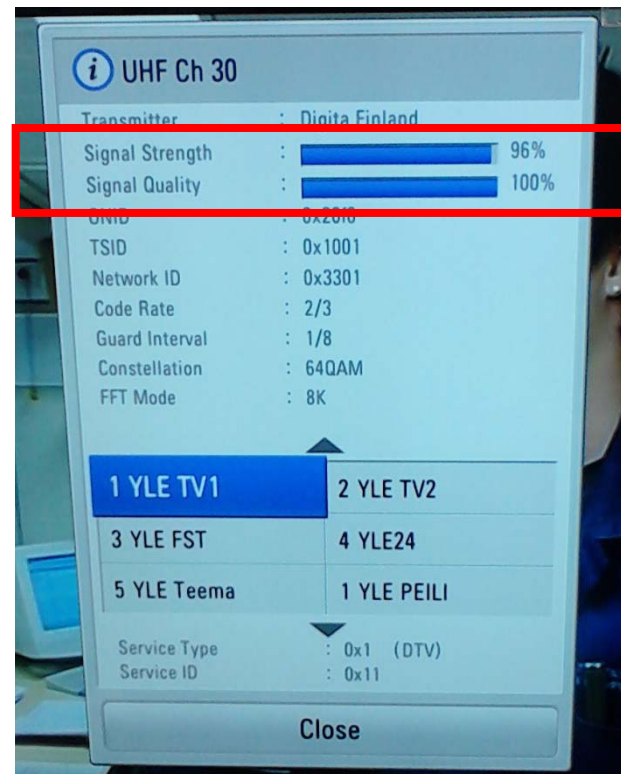 i UHF Ch 30
Transmitter : Digita Finland
Signal Strength : 96%
Signal Quality : 100%
ONID : 0x2010
TSID : 0x1001
Network ID : 0x3301
Code Rate : 2/3
Guard Interval : 1/8
Constellation : 64QAM
FFT Mode : 8K
1 YLE TV1 2 YLE TV2
3 YLE FST 4 YLE24
5 YLE Teema 1 YLE PEILI
Service Type : 0x1 (DTV)
Service ID : 0x11
Close